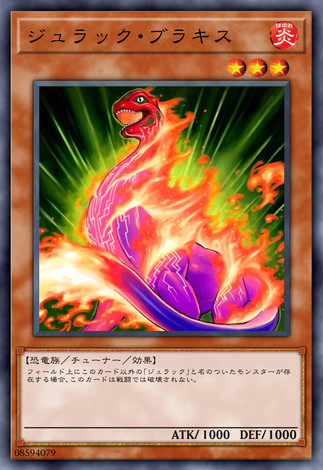 ジュラック・ブラキス
炎
[恐竜族／チューナー／効果]
フィールド上にこのカード以外の「ジュラック」と名のついたモンスターが存
在する場合、このカードは戦闘では破壊されない。
ATK/ 1000 DEF/1000
08594079